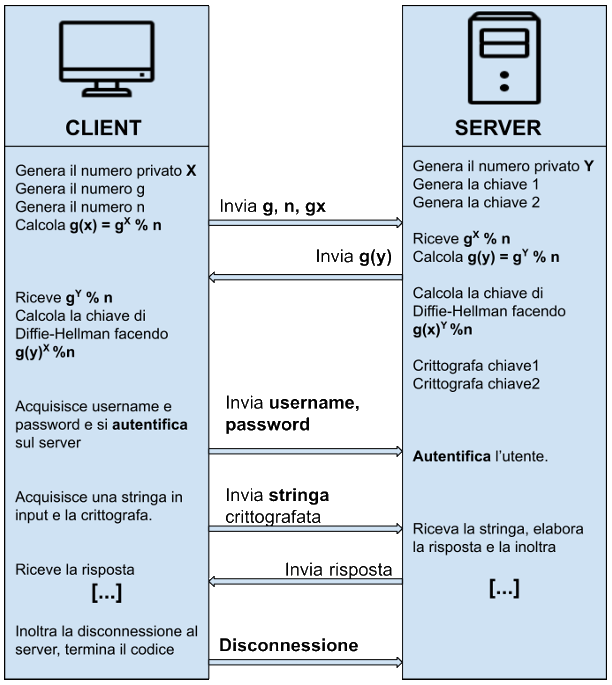 CLIENT
Genera il numero privato X
Genera il numero g
Genera il numero n
Calcola g(x) = gˣ % n
Riceve gʸ % n
Calcola la chiave di
Diffie-Hellman facendo
g(y)ˣ %n
Acquisisce username e
password e si autentifica
sul server
Acquisisce una stringa in
input e la crittografa.
Riceve la risposta
[...]
Inoltra la disconnessione al
server, termina il codice
Invia g, n, gx
Invia g(y)
Invia username,
password
Invia stringa
crittografata
Invia risposta
Disconnessione
SERVER
Genera il numero privato Y
Genera la chiave 1
Genera la chiave 2
Riceve gˣ % n
Calcola g(y) = gʸ % n
Calcola la chiave di
Diffie-Hellman facendo
g(x)ʸ %n
Crittografa chiave1
Crittografa chiave2
Autentifica l'utente.
Riceva la stringa, elabora
la risposta e la inoltra
[...]